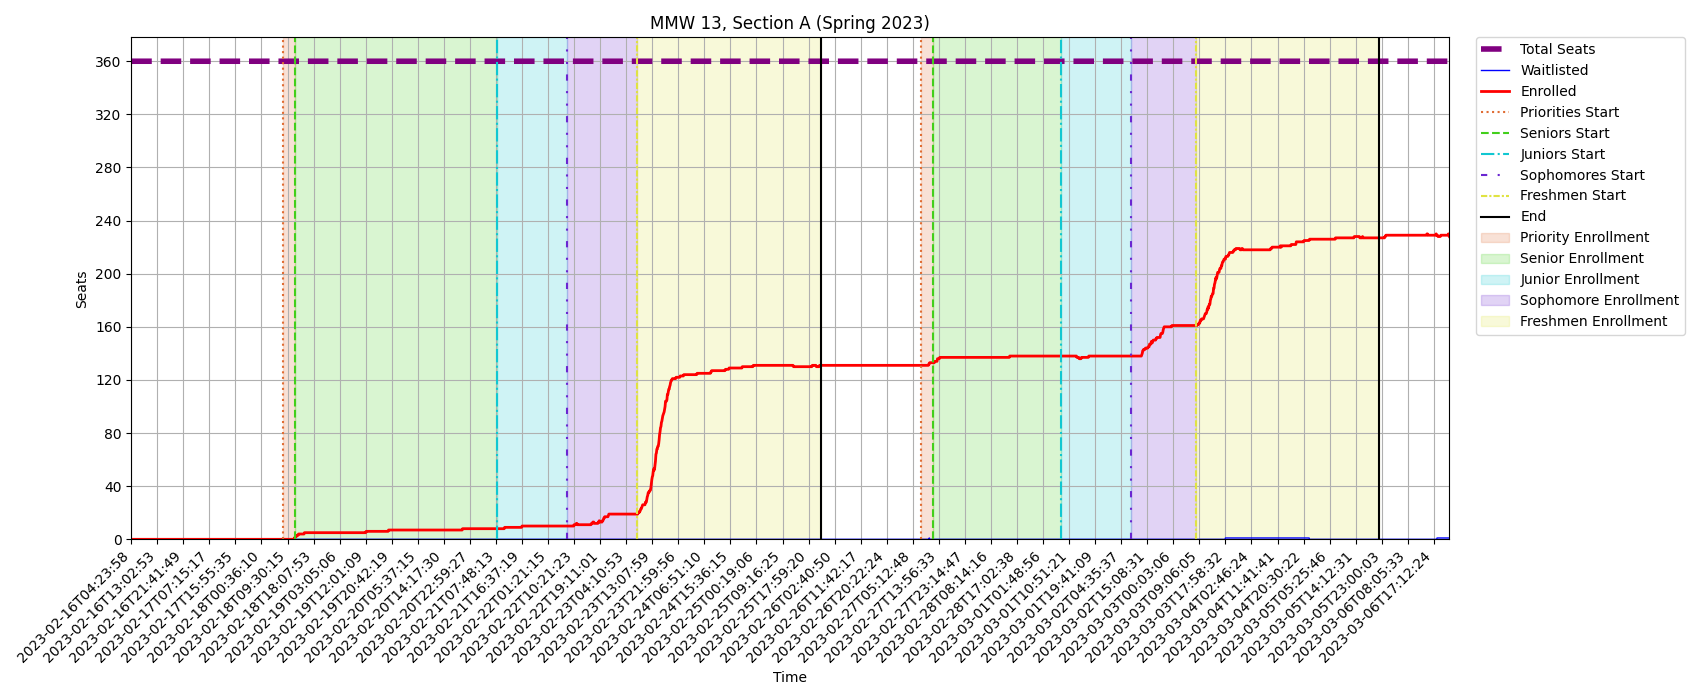 MMW 13, Section A (Spring 2023)
Seats
360
320
280
240
200
160
120
80
40
0
2023-02-16T04:23:58
2023-02-16T13:02:53
2023-02-16T21:41:49
2023-02-17T07:15:17
2023-02-17T15:55:35
2023-02-18T00:36:10
2023-02-18T09:30:15
2023-02-18T18:07:53
2023-02-19T03:05:06
2023-02-19T12:01:09
2023-02-19T20:42:19
2023-02-20T05:37:15
2023-02-20T14:17:30
2023-02-20T22:59:27
2023-02-21T07:48:13
2023-02-21T16:37:19
2023-02-22T01:21:15
2023-02-22T10:21:23
2023-02-22T19:11:01
2023-02-23T04:10:53
2023-02-23T13:07:59
2023-02-23T21:59:56
2023-02-24T06:51:10
2023-02-24T15:36:15
2023-02-25T00:19:06
2023-02-25T09:16:25
2023-02-25T17:59:20
2023-02-26T02:40:50
2023-02-26T11:42:17
2023-02-26T20:22:24
2023-02-27T05:12:48
2023-02-27T13:56:33
2023-02-27T23:14:47
2023-02-28T08:14:16
2023-02-28T17:02:38
2023-03-01T01:48:56
2023-03-01T10:51:21
2023-03-01T19:41:09
2023-03-02T04:35:37
2023-03-02T15:08:31
2023-03-03T00:03:06
2023-03-03T09:06:05
2023-03-03T17:58:32
2023-03-04T02:46:24
2023-03-04T11:41:41
2023-03-04T20:30:22
2023-03-05T05:25:46
2023-03-05T14:12:31
2023-03-05T23:00:03
2023-03-06T08:05:33
2023-03-06T17:12:24
Time
Total Seats
Waitlisted
Enrolled
Priorities Start
Seniors Start
Juniors Start
Sophomores Start
Freshmen Start
End
Priority Enrollment
Senior Enrollment
Junior Enrollment
Sophomore Enrollment
Freshmen Enrollment